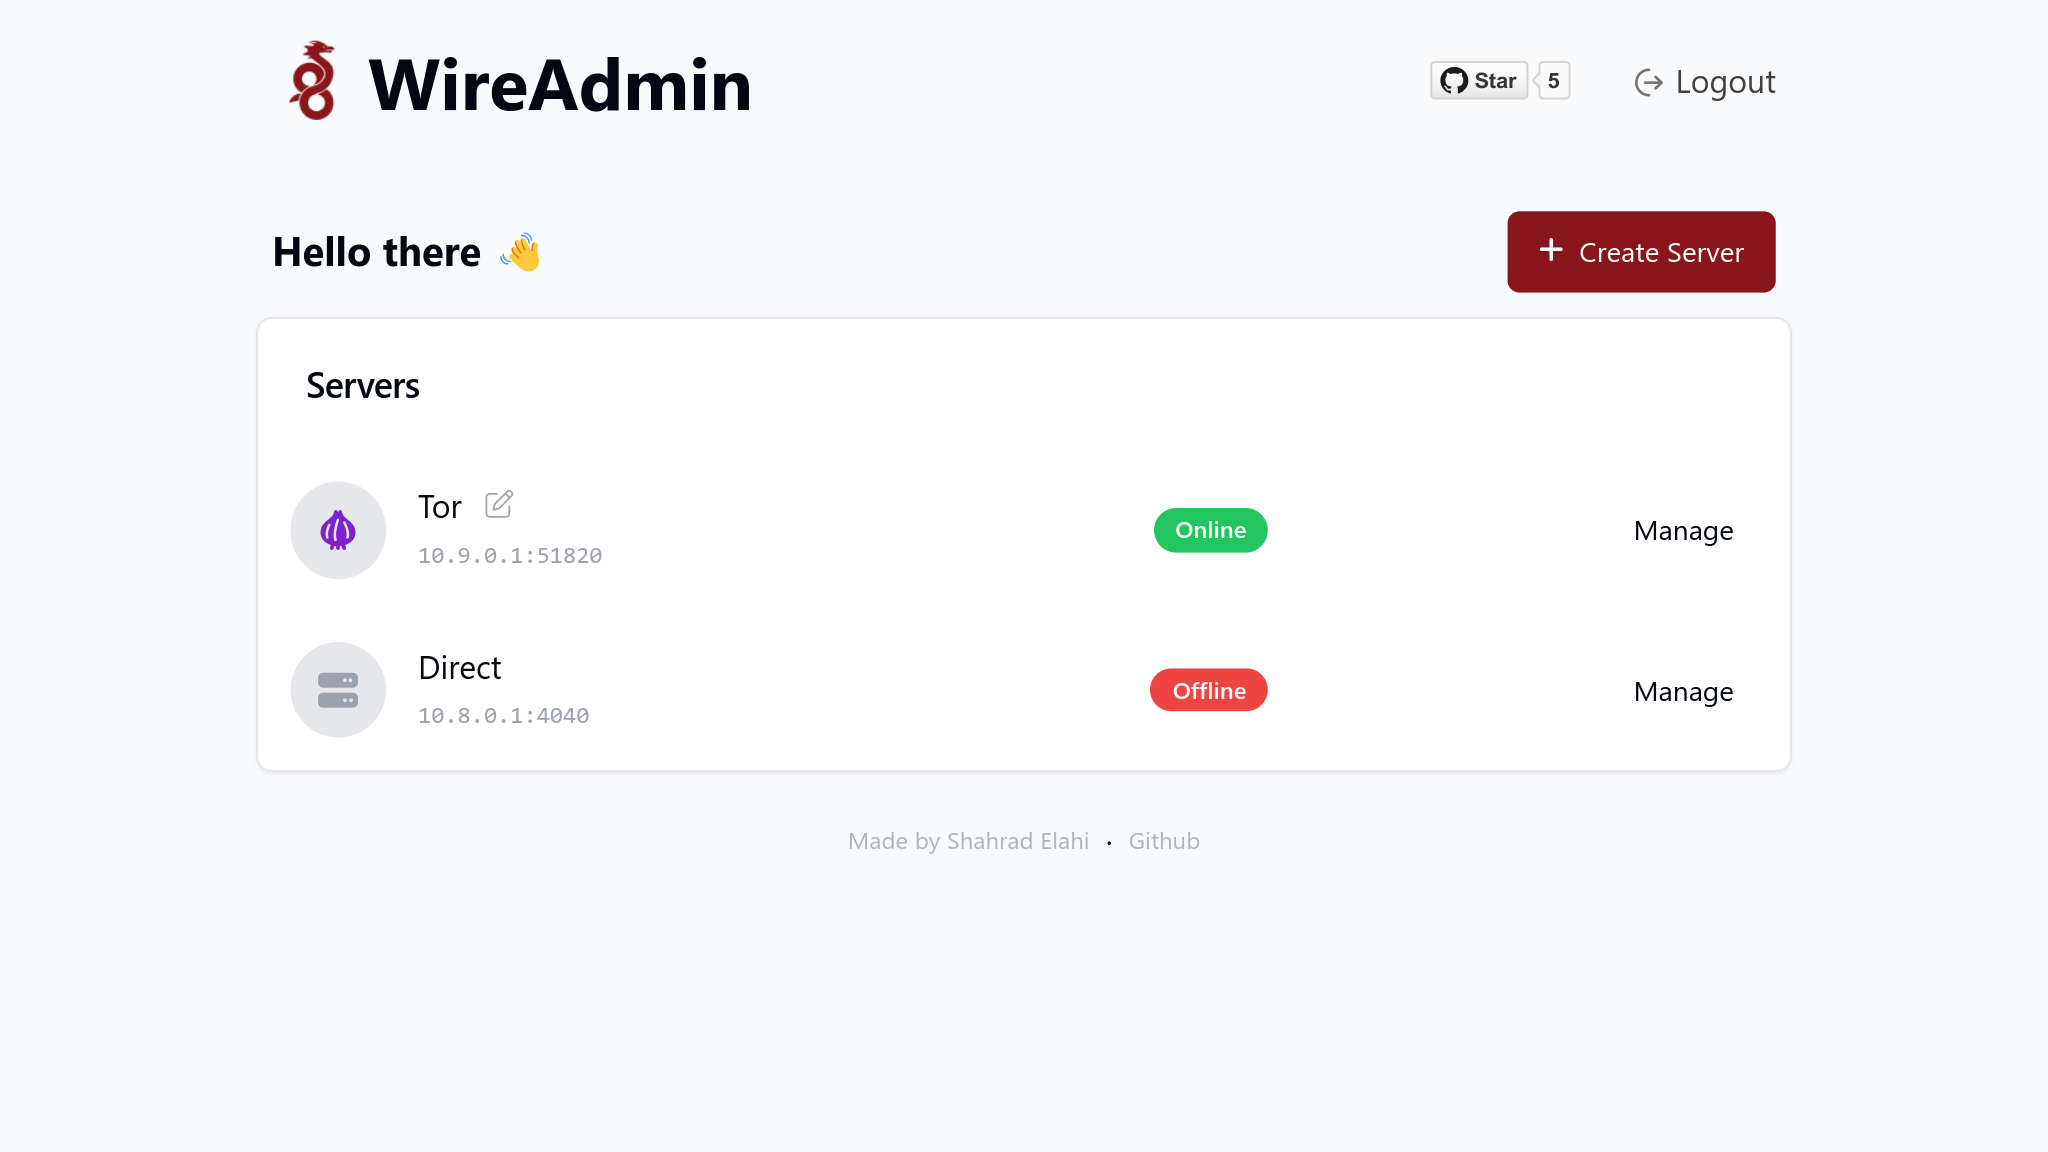 WireAdmin
Star 5
Logout
Hello there 👋
+ Create Server
Servers
Tor
10.9.0.1:51820
Online
Manage
Direct
10.8.0.1:4040
Offline
Manage
Made by Shahrad Elahi · Github